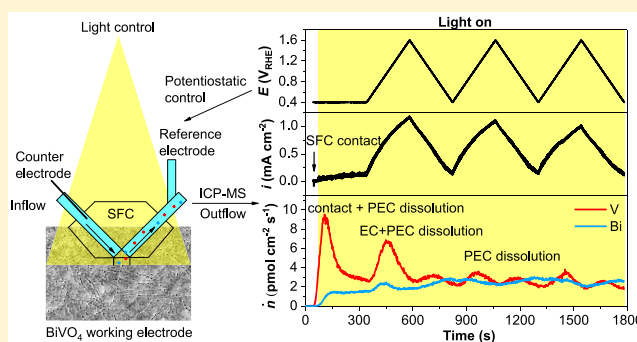 Light control
Potentiostatic
control
Reference
electrode
Counter
electrode
Inflow
SFC
ICP-MS
Outflow
BiVO4 working electrode
Light on
E (VRHE)
1.6
1.2
0.8
0.4
i (mA cm-2)
1.0
0.5
0.0
SFC contact
ṅ (pmol cm-2 s-1)
10
8
6
4
2
0
contact + PEC dissolution
EC+PEC dissolution
PEC dissolution
V
Bi
0 300 600 900 1200 1500 1800
Time (s)